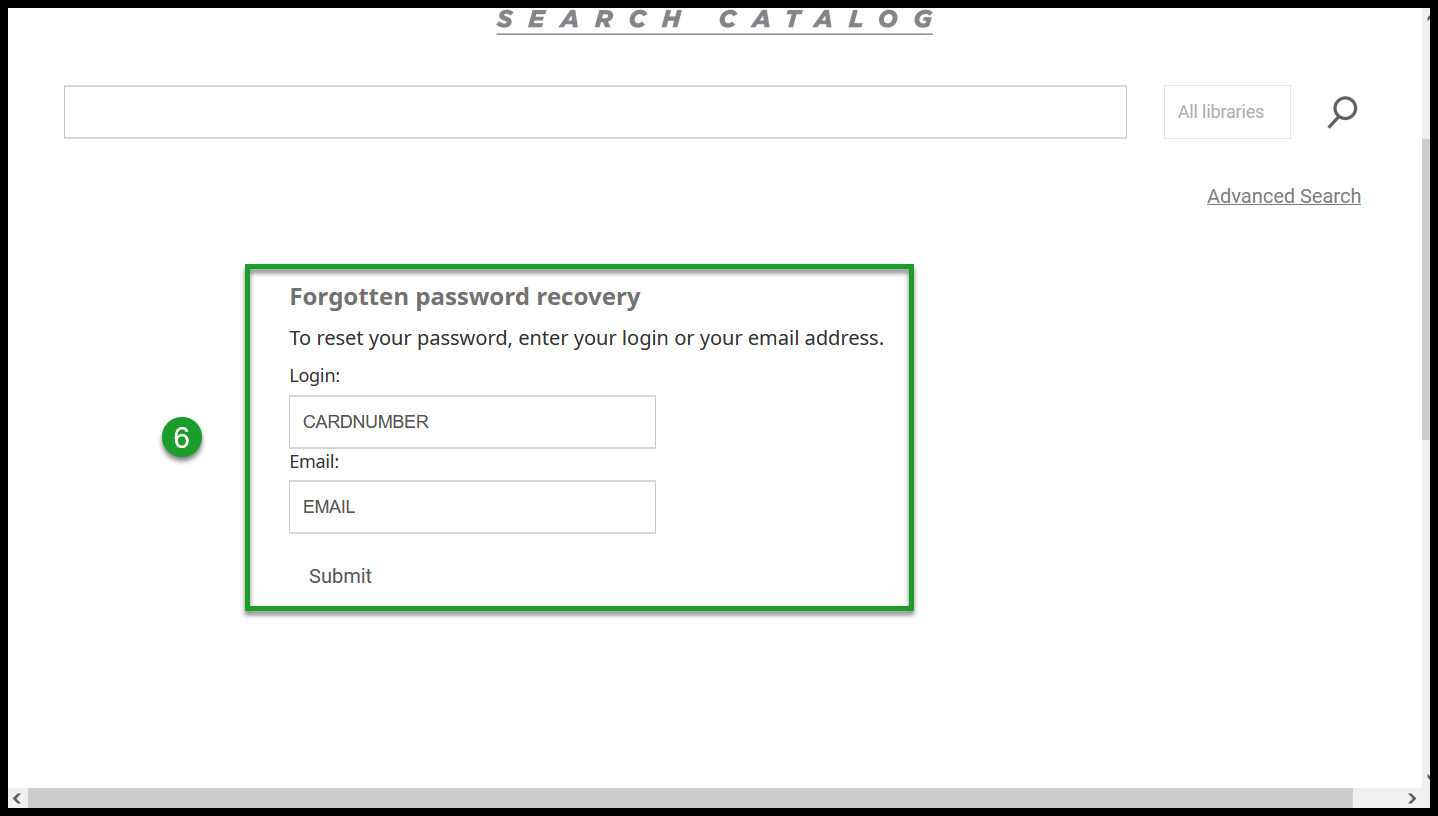 SEARCH CATALOG
All libraries
Advanced Search
Forgotten password recovery
To reset your password, enter your login or your email address.
Login:
CARDNUMBER
6
Email:
EMAIL
Submit